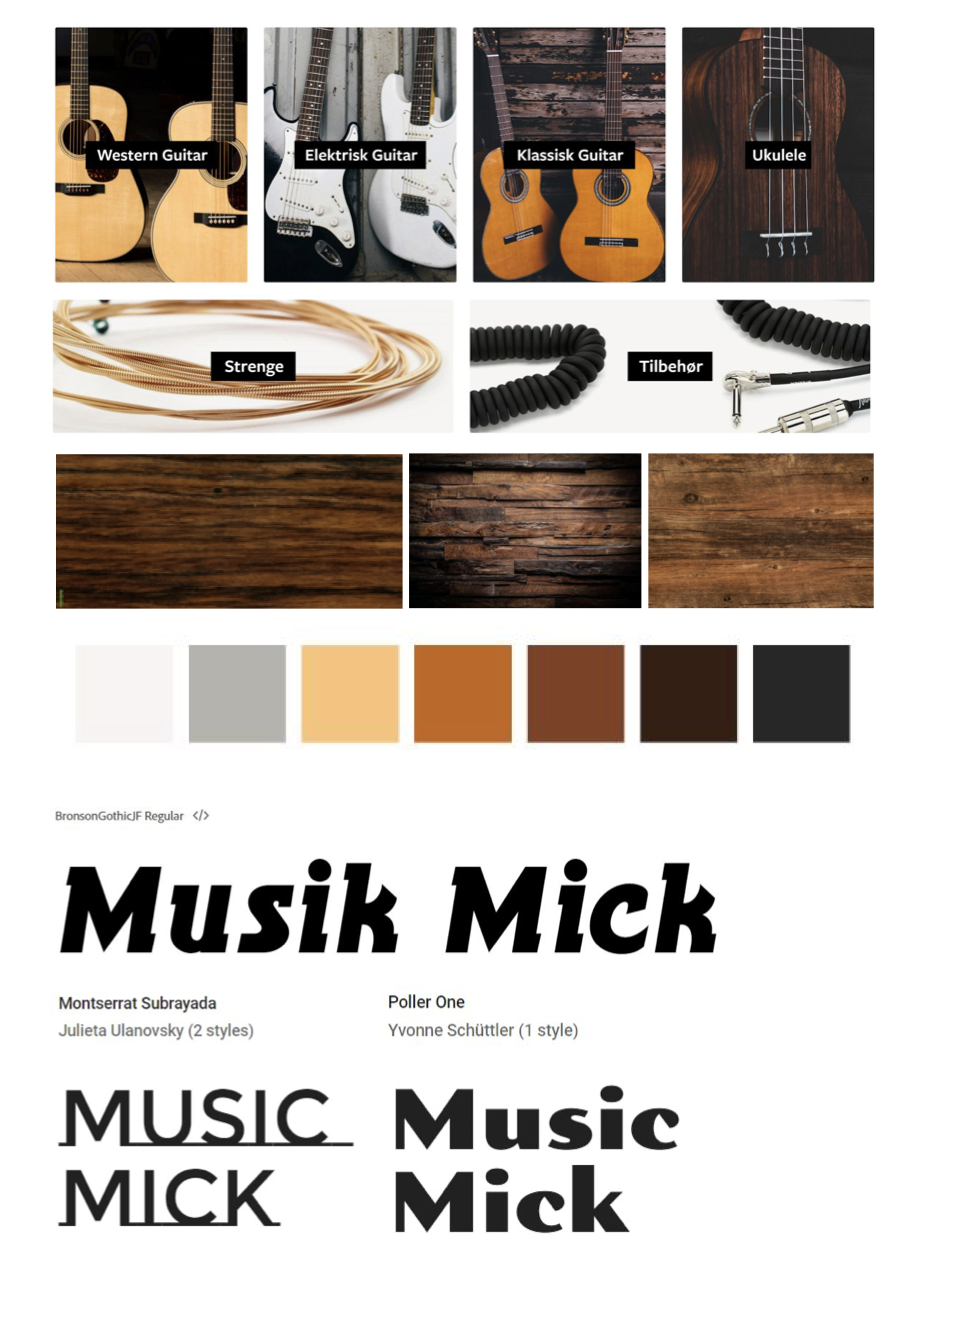 Western Guitar
Elektrisk Guitar
Klassisk Guitar
Ukulele
Strenge
Tilbehør
BronsonGothicJF Regular </>
Musik Mick
Montserrat Subrayada
Julieta Ulanovsky (2 styles)
Poller One
Yvonne Schüttler (1 style)
MUSIC
MICK
Music
Mick